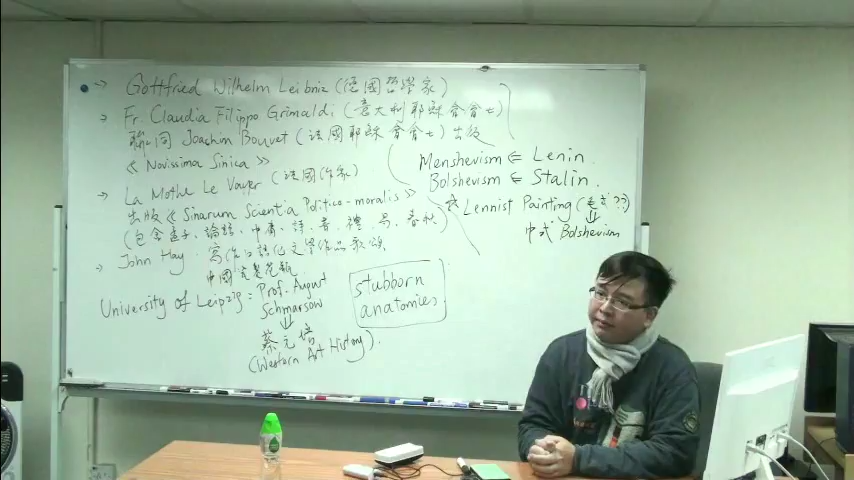 → Gottfried Wilhelm Leibniz (德國哲學家)
→ Fr. Claudia Filippo Grimaldi (意大利耶穌會會士)
聯同 Joachim Bouvet (法國耶穌會會士) 出版
《Novissima Sinica》
→ La Mothe Le Vayer (法國作家)
出版《Sinarum Scientia Politico-moralis》
(包含孟子、論語、中庸、詩、書、禮、易、春秋)
→ John Hay
中國
University of Leipzig = Prof. August
Schmarsow
⇓
蔡元培
(Western Art History).
stubborn
anatomies
Menshevism ⇐ Lenin.
Bolshevism ⇐ Stalin.
☆ Lennist Painting (??)
⇓
中式 Bolshevism